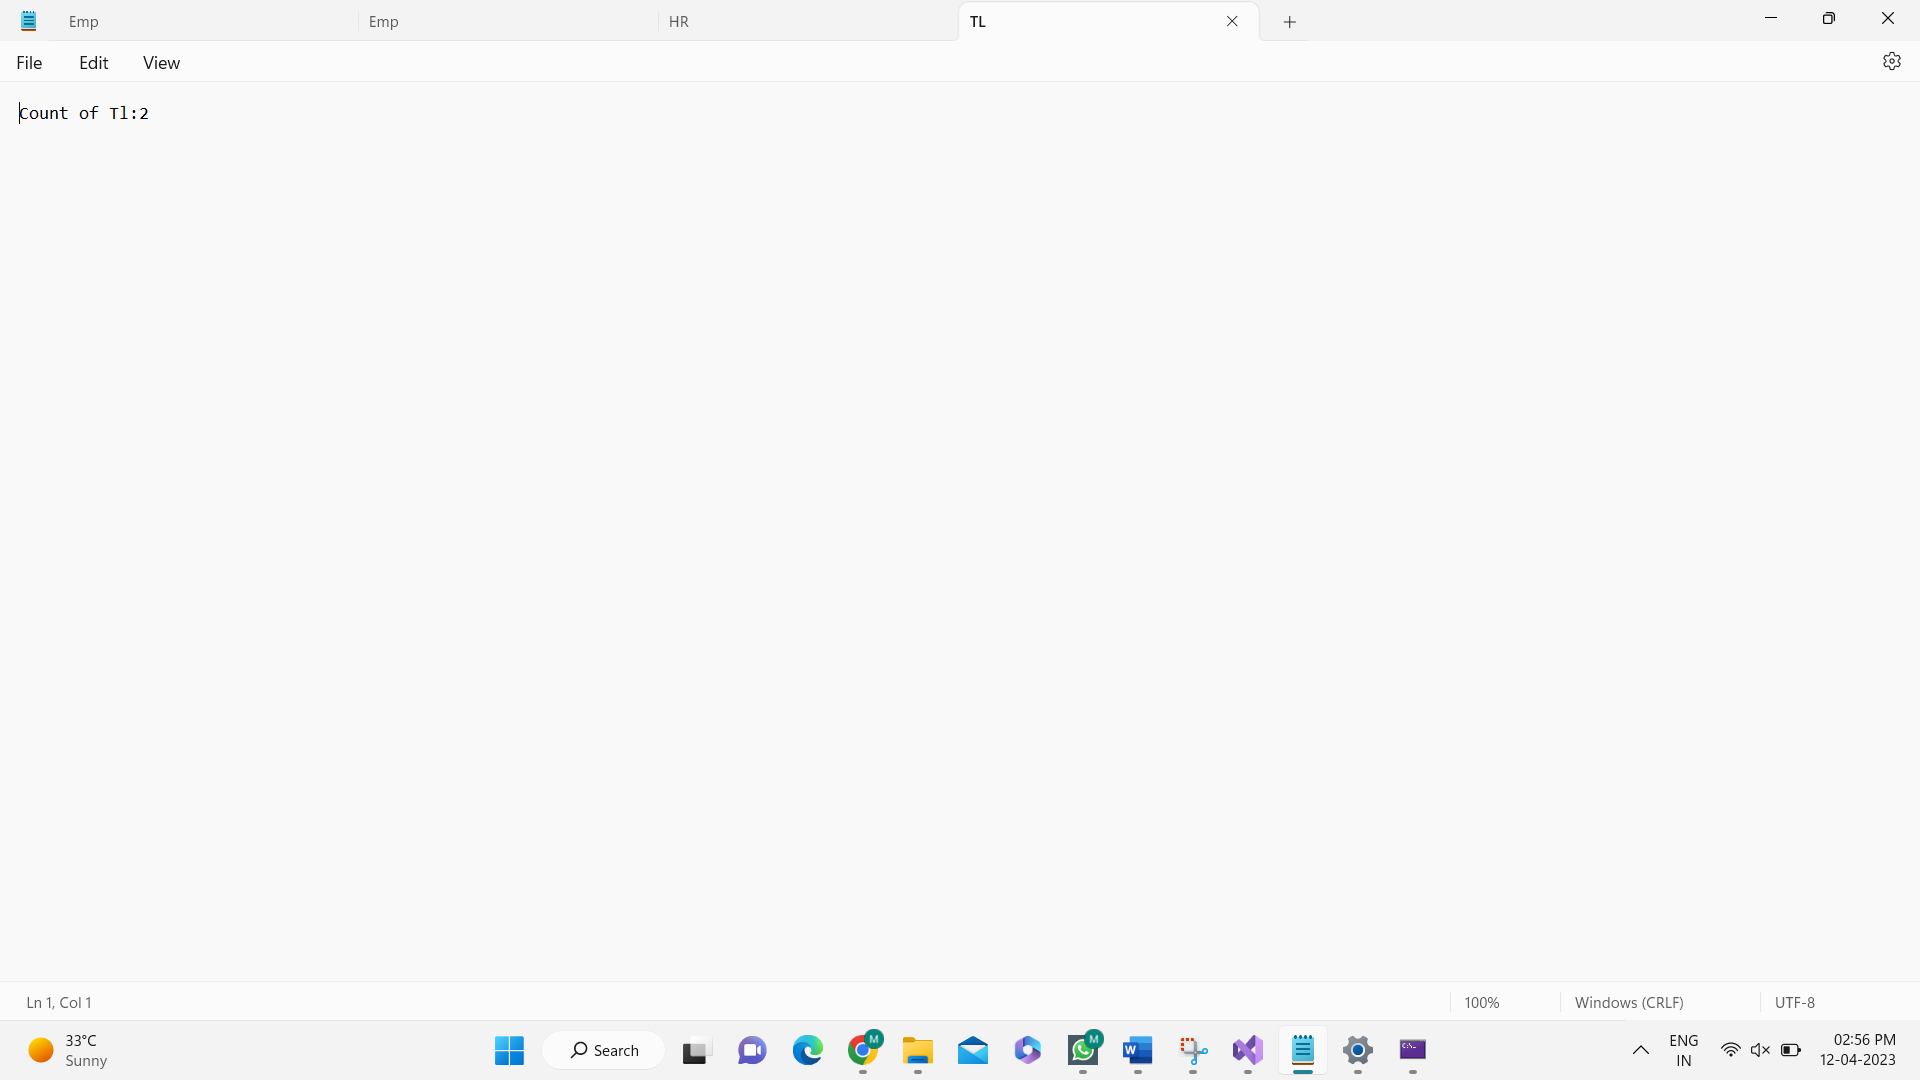 Emp
Emp
HR
TL
File
Edit
View
Count of Tl:2
Ln 1, Col 1
100%
Windows (CRLF)
UTF-8
33°C
Sunny
Search
M
M
ENG
IN
02:56 PM
12-04-2023